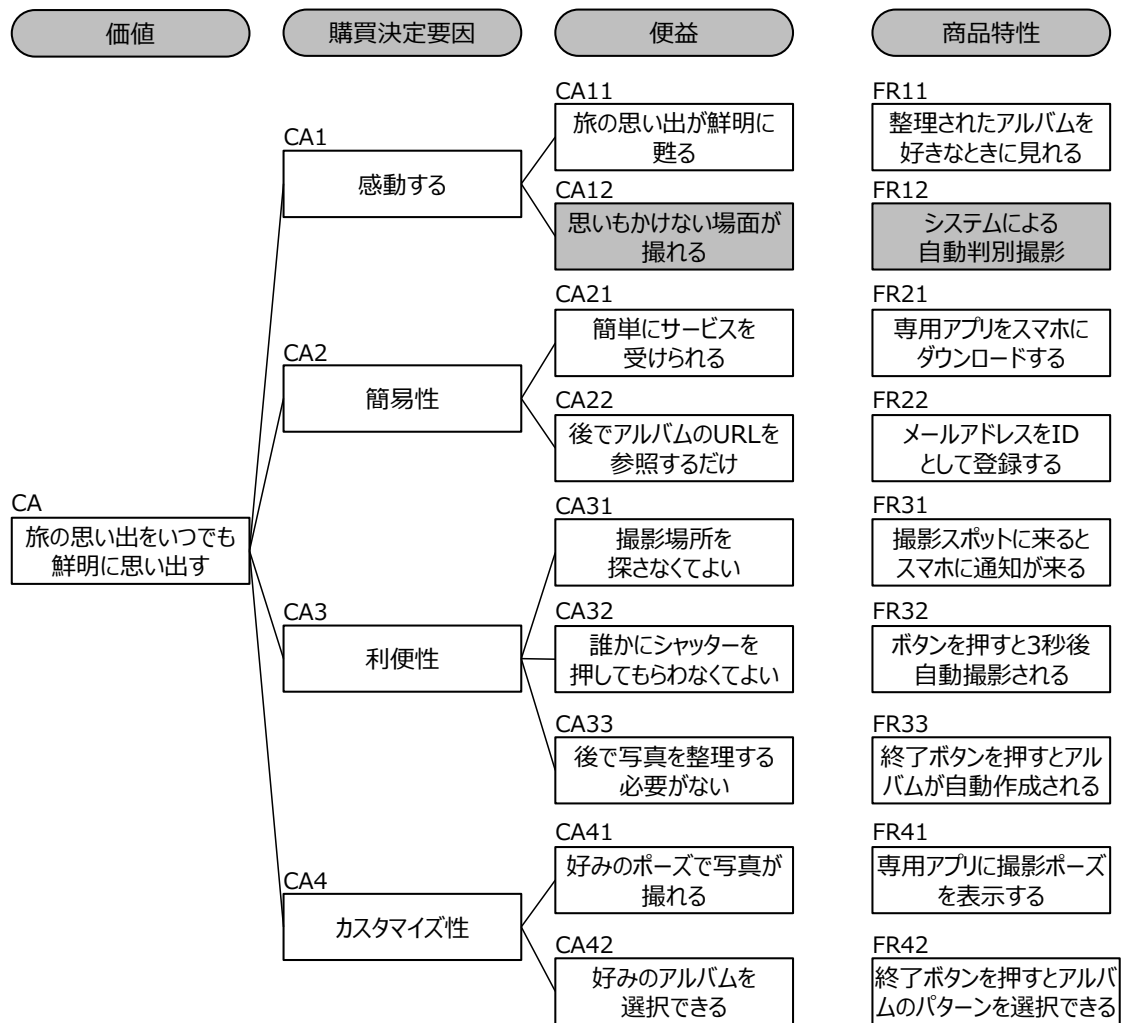 価値
購買決定要因
便益
商品特性
CA11
旅の思い出が鮮明に
甦る
FR11
整理されたアルバムを
好きなときに見れる
CA1
感動する
CA12
思いもかけない場面が
撮れる
FR12
システムによる
自動判別撮影
CA21
簡単にサービスを
受けられる
FR21
専用アプリをスマホに
ダウンロードする
CA2
簡易性
CA22
後でアルバムのURLを
参照するだけ
FR22
メールアドレスをID
として登録する
CA
旅の思い出をいつでも
鮮明に思い出す
CA31
撮影場所を
探さなくてよい
FR31
撮影スポットに来ると
スマホに通知が来る
CA3
利便性
CA32
誰かにシャッターを
押してもらわなくてよい
FR32
ボタンを押すと3秒後
自動撮影される
CA33
後で写真を整理する
必要がない
FR33
終了ボタンを押すとアル
バムが自動作成される
CA41
好みのポーズで写真が
撮れる
FR41
専用アプリに撮影ポーズ
を表示する
CA4
カスタマイズ性
CA42
好みのアルバムを
選択できる
FR42
終了ボタンを押すとアルバ
ムのパターンを選択できる